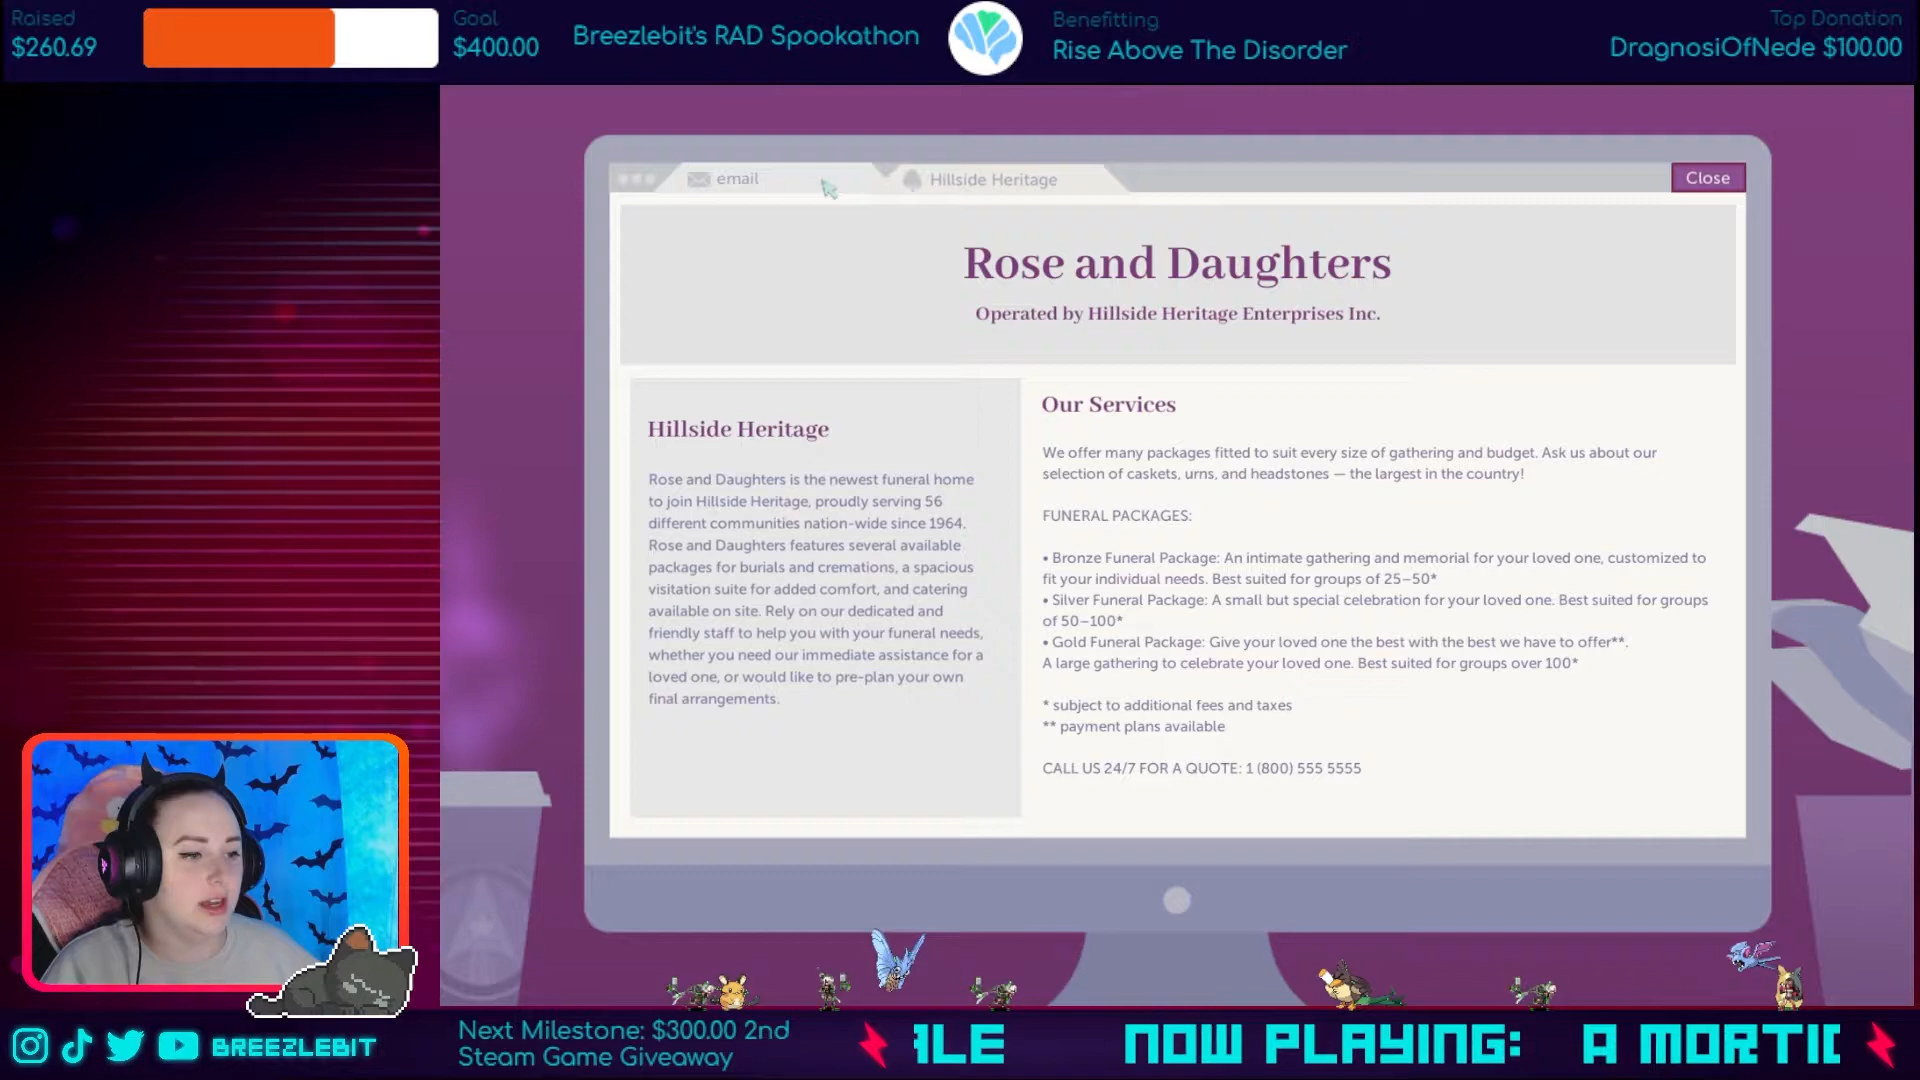 Raised
$260.69
Goal
$400.00
Breezlebit's RAD Spookathon
Benefitting
Rise Above The Disorder
Top Donation
DragnosiOfNede $100.00
email
Hillside Heritage
Close
Rose and Daughters
Operated by Hillside Heritage Enterprises Inc.
Hillside Heritage
Rose and Daughters is the newest funeral home
to join Hillside Heritage, proudly serving 56
different communities nation-wide since 1964.
Rose and Daughters features several available
packages for burials and cremations, a spacious
visitation suite for added comfort, and catering
available on site. Rely on our dedicated and
friendly staff to help you with your funeral needs,
whether you need our immediate assistance for a
loved one, or would like to pre-plan your own
final arrangements.
Our Services
We offer many packages fitted to suit every size of gathering and budget. Ask us about our
selection of caskets, urns, and headstones — the largest in the country!
FUNERAL PACKAGES:
• Bronze Funeral Package: An intimate gathering and memorial for your loved one, customized to
fit your individual needs. Best suited for groups of 25–50*
• Silver Funeral Package: A small but special celebration for your loved one. Best suited for groups
of 50–100*
• Gold Funeral Package: Give your loved one the best with the best we have to offer**.
A large gathering to celebrate your loved one. Best suited for groups over 100*
* subject to additional fees and taxes
** payment plans available
CALL US 24/7 FOR A QUOTE: 1 (800) 555 5555
BREEZLEBIT
Next Milestone: $300.00 2nd
Steam Game Giveaway
NOW PLAYING: A MORTI